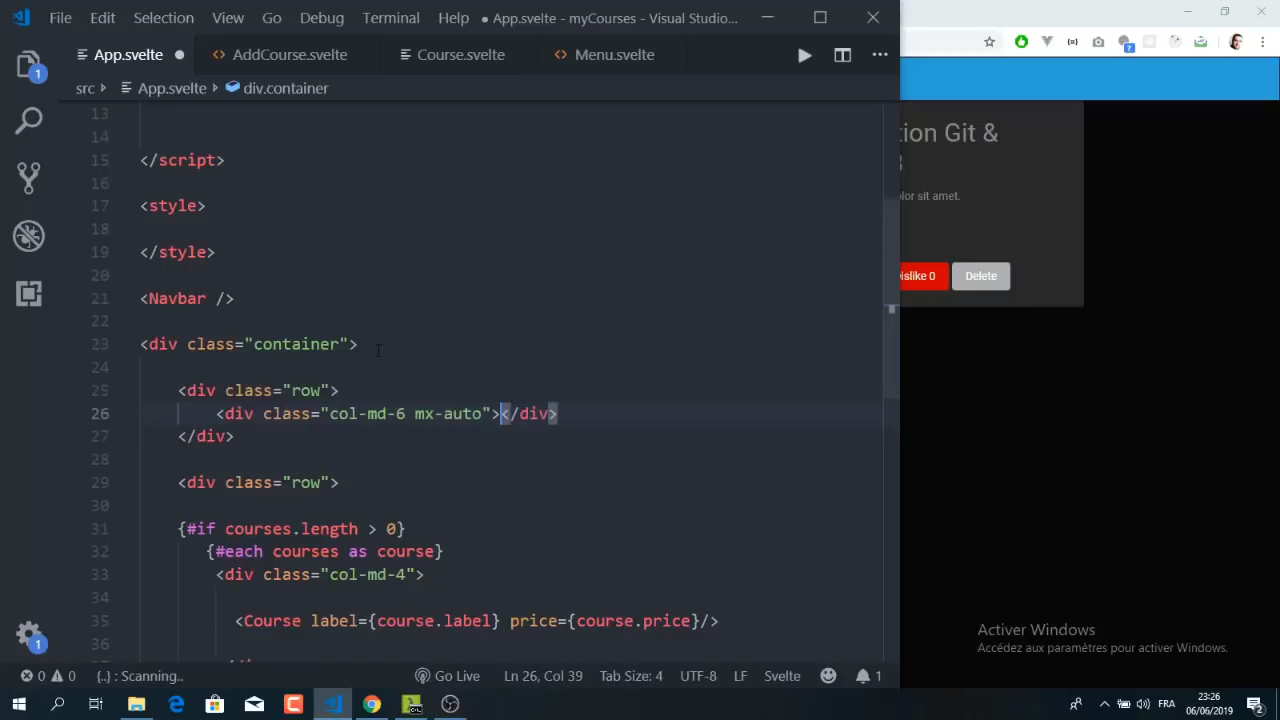 File Edit Selection View Go Debug Terminal Help ● App.svelte - myCourses - Visual Studio...
App.svelte AddCourse.svelte Course.svelte Menu.svelte
src App.svelte div.container
13
14
15 </script>
16
17 <style>
18
19 </style>
20
21 <Navbar />
22
23 <div class="container">
24
25 <div class="row">
26 <div class="col-md-6 mx-auto"></div>
27 </div>
28
29 <div class="row">
30
31 {#if courses.length > 0}
32 {#each courses as course}
33 <div class="col-md-4">
34
35 <Course label={course.label} price={course.price}/>
36
1
1
0 0 {..} : Scanning.. Go Live Ln 26, Col 39 Tab Size: 4 UTF-8 LF Svelte 1
tion Git &
olor sit amet.
islike 0 Delete
Activer Windows
Accédez aux paramètres pour activer Windows.
FRA 23:26
06/06/2019 2